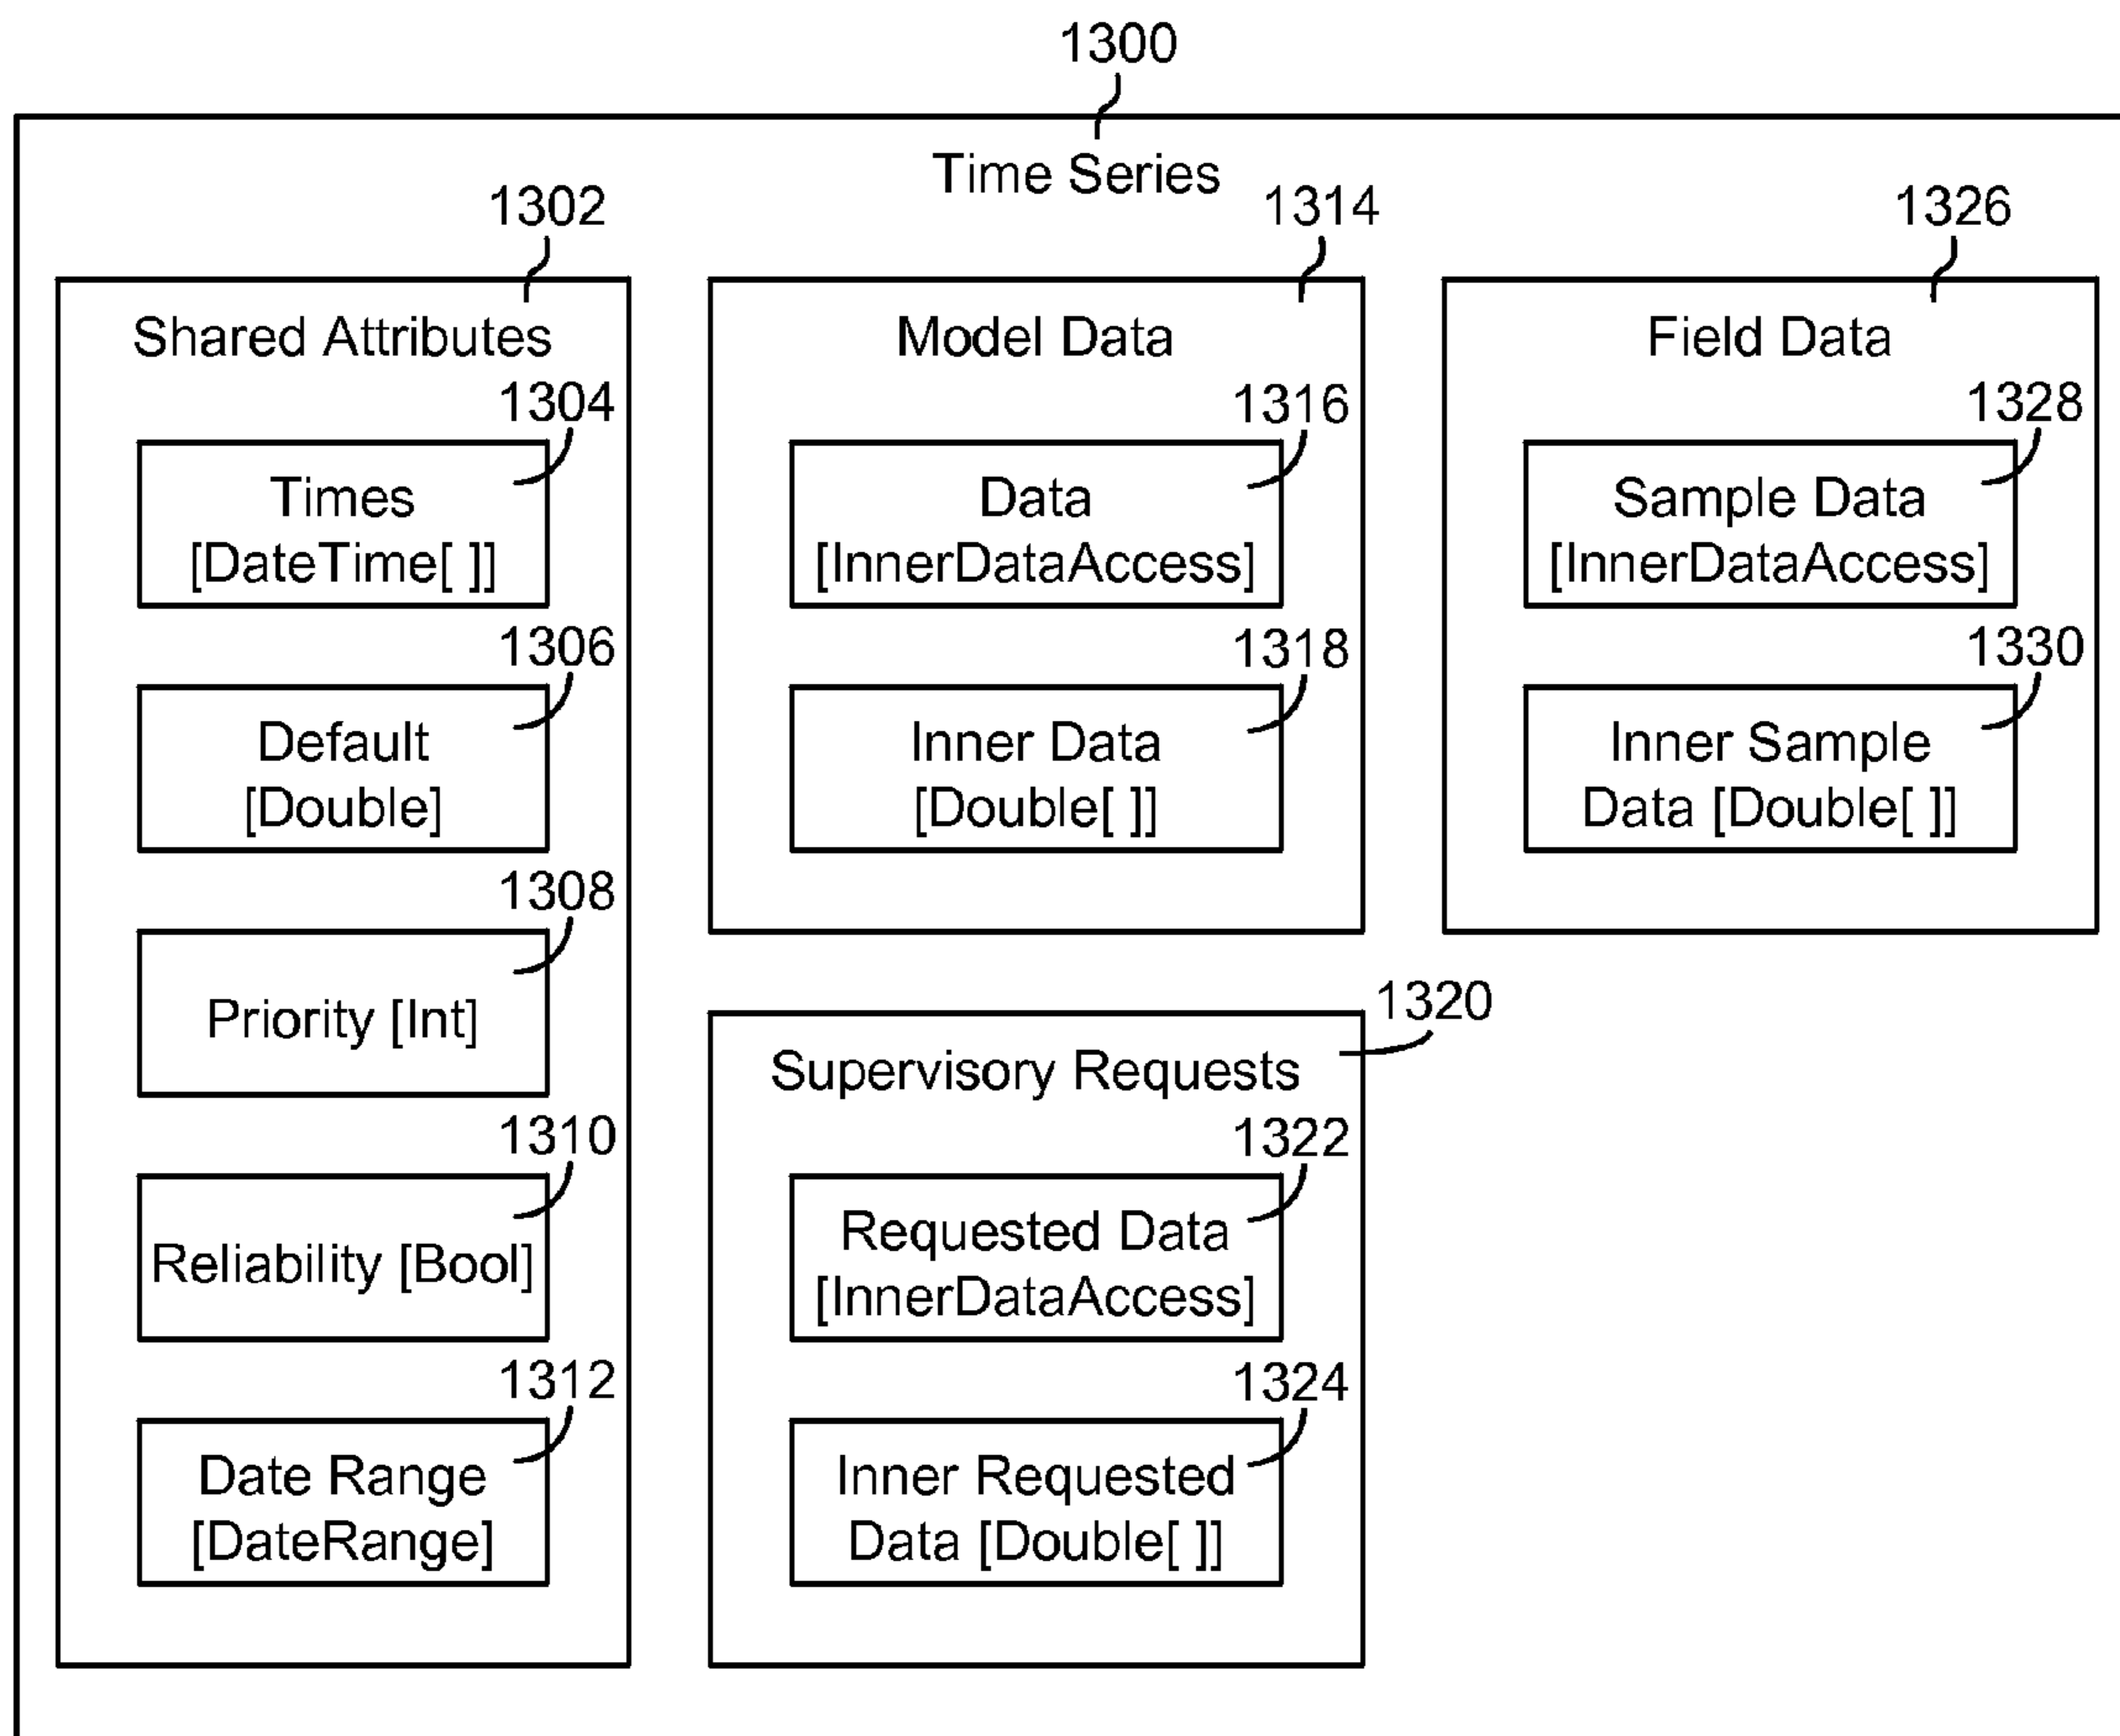 1300
Time Series
1302
Shared Attributes
1304
Times
[DateTime[ ]]
1306
Default
[Double]
1308
Priority [Int]
1310
Reliability [Bool]
1312
Date Range
[DateRange]
1314
Model Data
1316
Data
[InnerDataAccess]
1318
Inner Data
[Double[ ]]
1320
Supervisory Requests
1322
Requested Data
[InnerDataAccess]
1324
Inner Requested
Data [Double[ ]]
1326
Field Data
1328
Sample Data
[InnerDataAccess]
1330
Inner Sample
Data [Double[ ]]